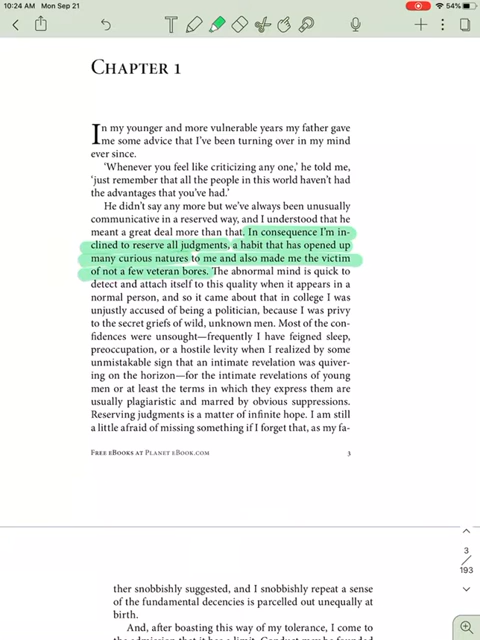 10:24 AM Mon Sep 21
54%
CHAPTER 1
In my younger and more vulnerable years my father gave
me some advice that I've been turning over in my mind
ever since.
'Whenever you feel like criticizing any one,' he told me,
'just remember that all the people in this world haven't had
the advantages that you've had.'
He didn't say any more but we've always been unusually
communicative in a reserved way, and I understood that he
meant a great deal more than that. In consequence I'm in-
clined to reserve all judgments, a habit that has opened up
many curious natures to me and also made me the victim
of not a few veteran bores. The abnormal mind is quick to
detect and attach itself to this quality when it appears in a
normal person, and so it came about that in college I was
unjustly accused of being a politician, because I was privy
to the secret griefs of wild, unknown men. Most of the con-
fidences were unsought—frequently I have feigned sleep,
preoccupation, or a hostile levity when I realized by some
unmistakable sign that an intimate revelation was quiver-
ing on the horizon—for the intimate revelations of young
men or at least the terms in which they express them are
usually plagiaristic and marred by obvious suppressions.
Reserving judgments is a matter of infinite hope. I am still
a little afraid of missing something if I forget that, as my fa-
FREE EBOOKS AT PLANET EBOOK.COM
3
3
193
ther snobbishly suggested, and I snobbishly repeat a sense
of the fundamental decencies is parcelled out unequally at
birth.
And, after boasting this way of my tolerance, I come to
the admission that it has a limit. Conduct may be founded